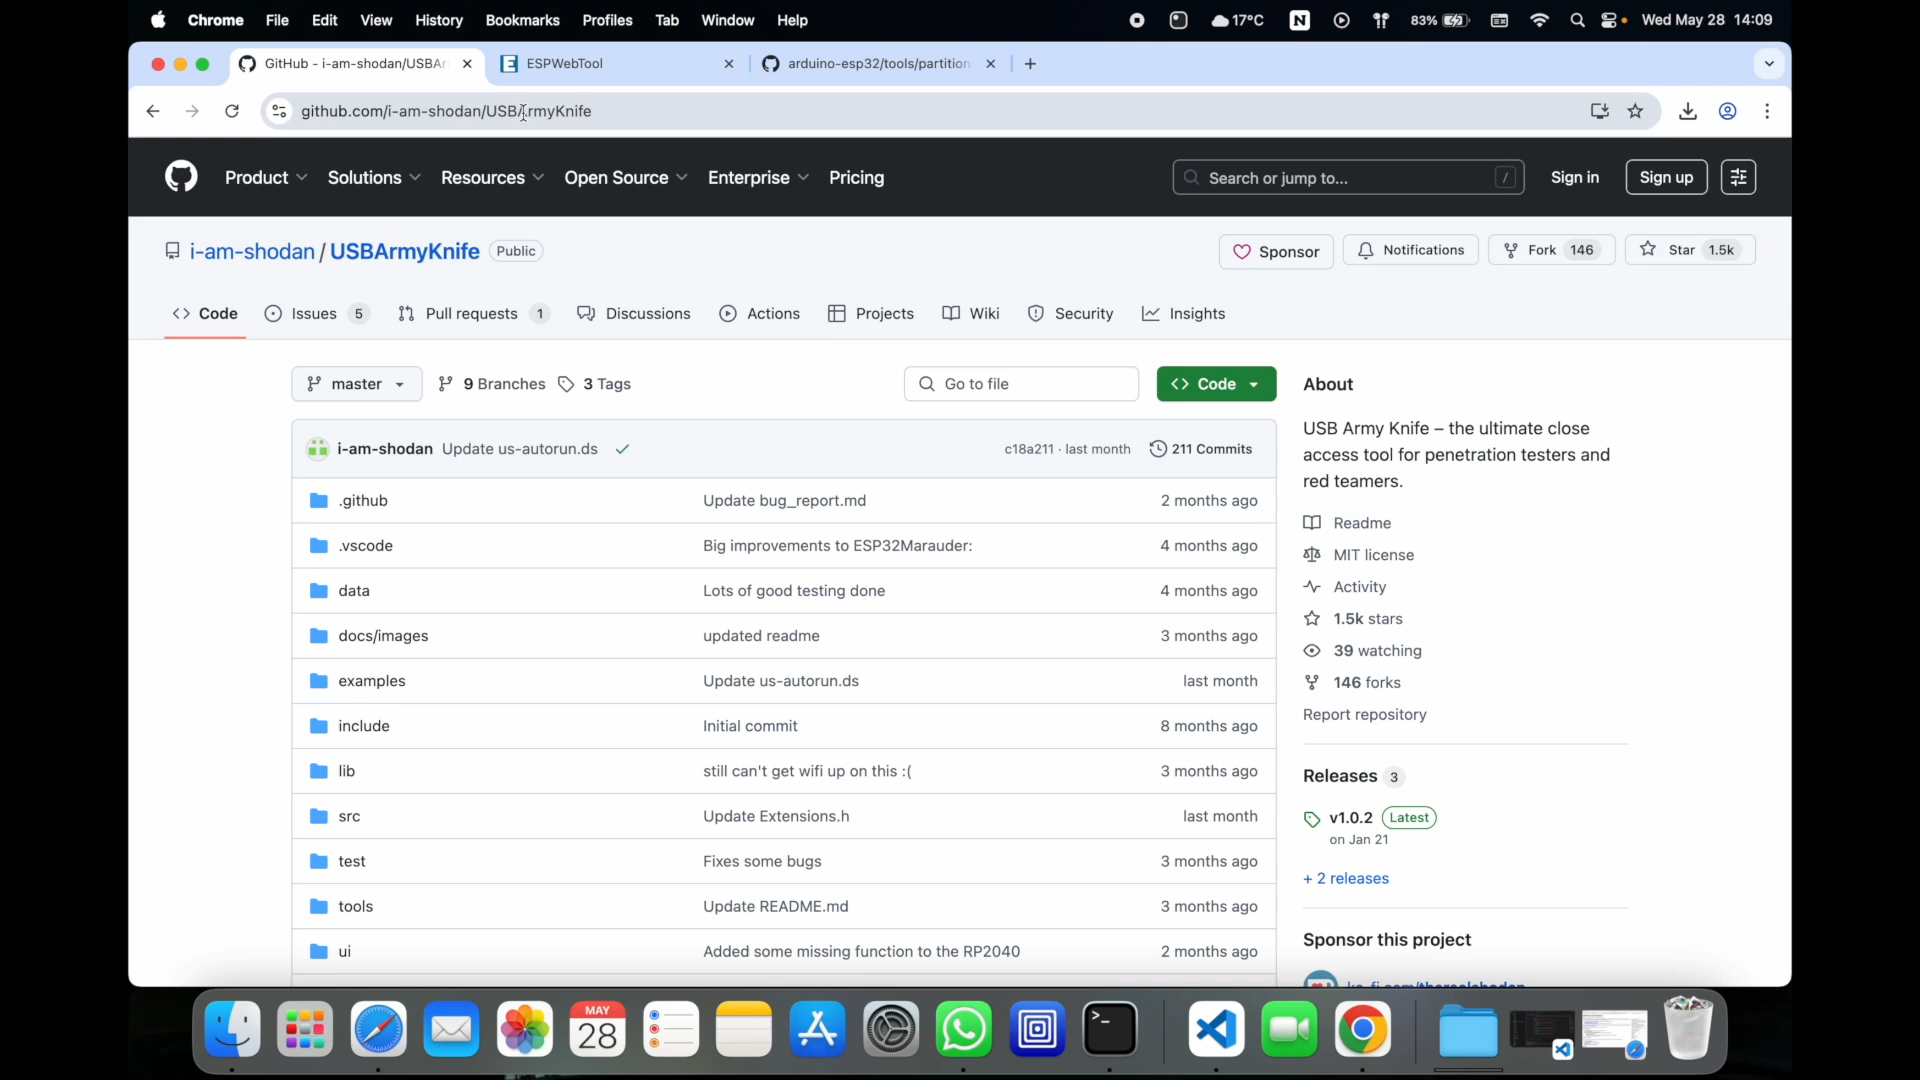 Chrome File Edit View History Bookmarks Profiles Tab Window Help 17°C 83% Wed May 28 14:09
GitHub - i-am-shodan/USBAr ESPWebTool arduino-esp32/tools/partition
github.com/i-am-shodan/USBArmyKnife
Product Solutions Resources Open Source Enterprise Pricing Search or jump to... / Sign in Sign up
i-am-shodan / USBArmyKnife Public Sponsor Notifications Fork 146 Star 1.5k
Code Issues 5 Pull requests 1 Discussions Actions Projects Wiki Security Insights
master 9 Branches 3 Tags Go to file Code
i-am-shodan Update us-autorun.ds c18a211 · last month 211 Commits
.github Update bug_report.md 2 months ago
.vscode Big improvements to ESP32Marauder: 4 months ago
data Lots of good testing done 4 months ago
docs/images updated readme 3 months ago
examples Update us-autorun.ds last month
include Initial commit 8 months ago
lib still can't get wifi up on this :( 3 months ago
src Update Extensions.h last month
test Fixes some bugs 3 months ago
tools Update README.md 3 months ago
ui Added some missing function to the RP2040 2 months ago
About
USB Army Knife – the ultimate close
access tool for penetration testers and
red teamers.
Readme
MIT license
Activity
1.5k stars
39 watching
146 forks
Report repository
Releases 3
v1.0.2 Latest
on Jan 21
+ 2 releases
Sponsor this project
MAY
28